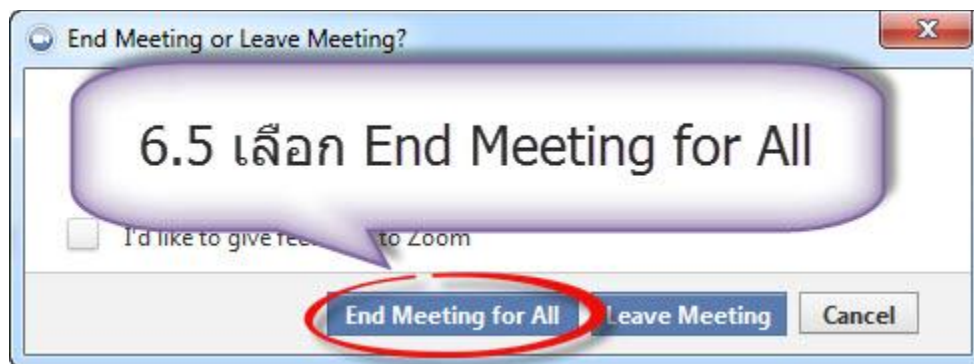 End Meeting or Leave Meeting?
6.5 เลือก End Meeting for All
I'd like to give to Zoom
End Meeting for All Leave Meeting Cancel